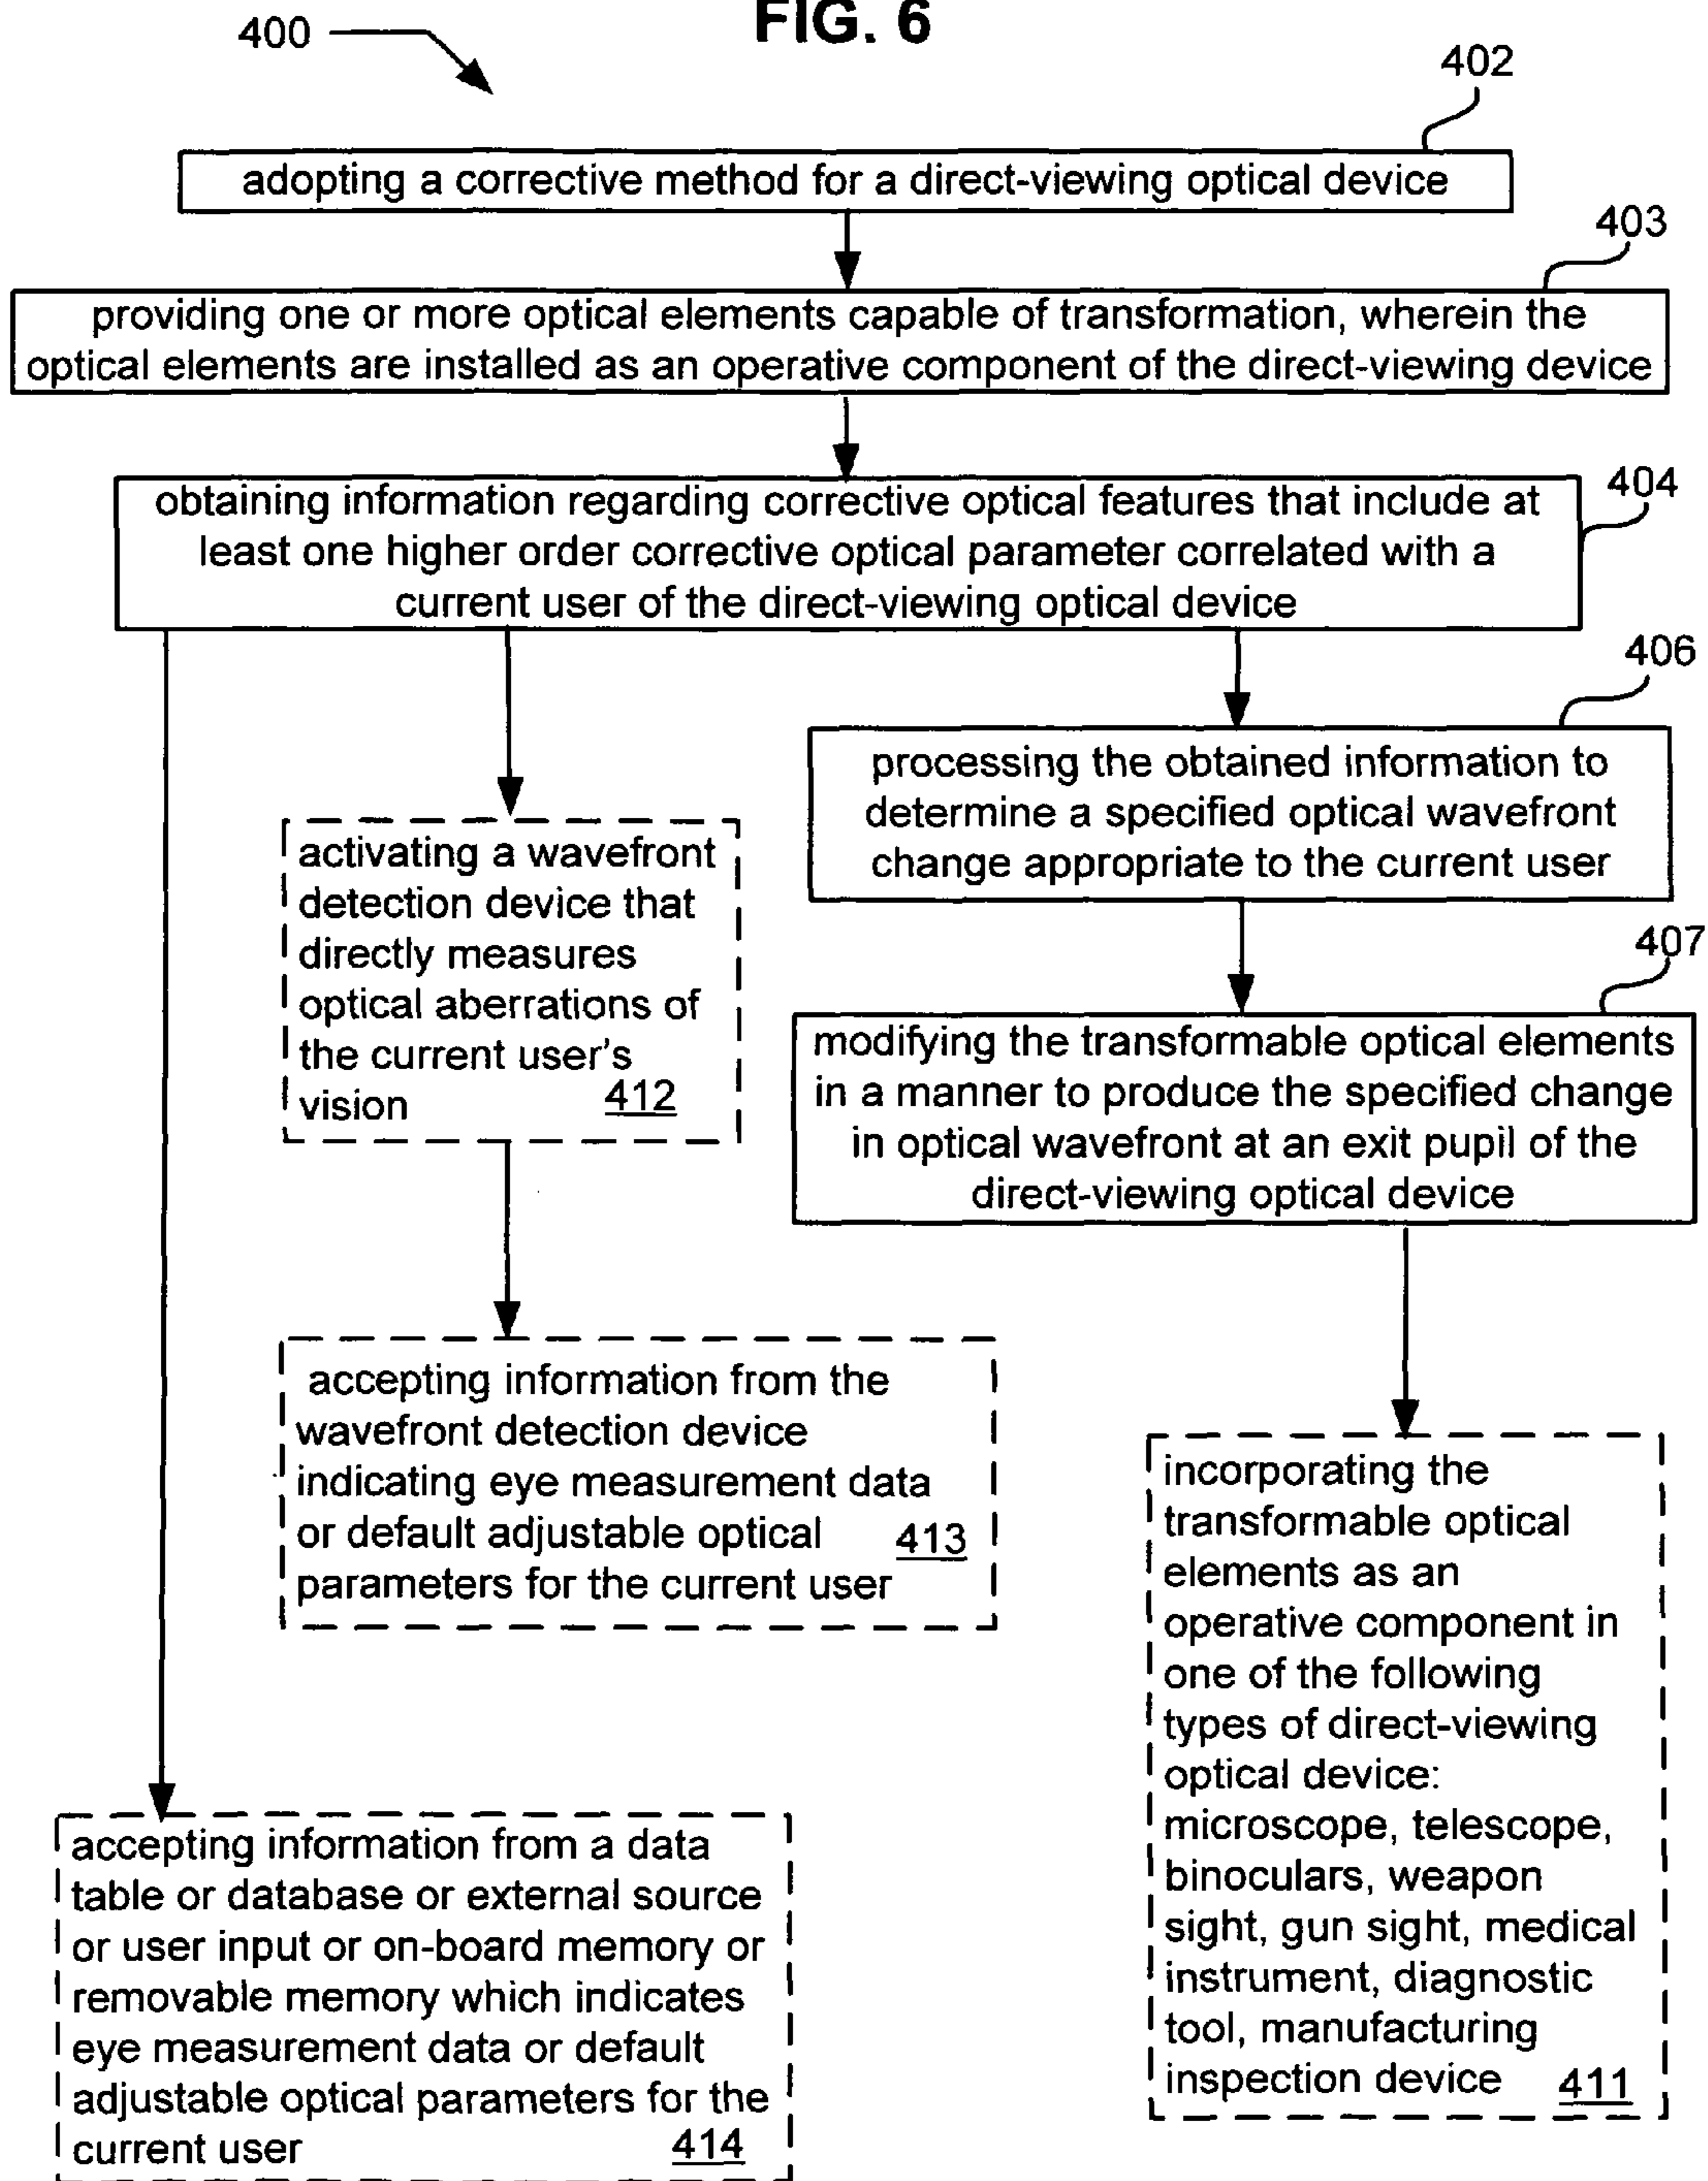 FIG. 6
400
402
adopting a corrective method for a direct-viewing optical device
403
providing one or more optical elements capable of transformation, wherein the
optical elements are installed as an operative component of the direct-viewing device
404
obtaining information regarding corrective optical features that include at
least one higher order corrective optical parameter correlated with a
current user of the direct-viewing optical device
406
processing the obtained information to
determine a specified optical wavefront
change appropriate to the current user
activating a wavefront
detection device that
directly measures
optical aberrations of
the current user's
vision 412
407
modifying the transformable optical elements
in a manner to produce the specified change
in optical wavefront at an exit pupil of the
direct-viewing optical device
accepting information from the
wavefront detection device
indicating eye measurement data
or default adjustable optical 413
parameters for the current user
incorporating the
transformable optical
elements as an
operative component in
one of the following
types of direct-viewing
optical device:
microscope, telescope,
binoculars, weapon
sight, gun sight, medical
instrument, diagnostic
tool, manufacturing
inspection device 411
accepting information from a data
table or database or external source
or user input or on-board memory or
removable memory which indicates
eye measurement data or default
adjustable optical parameters for the
current user 414